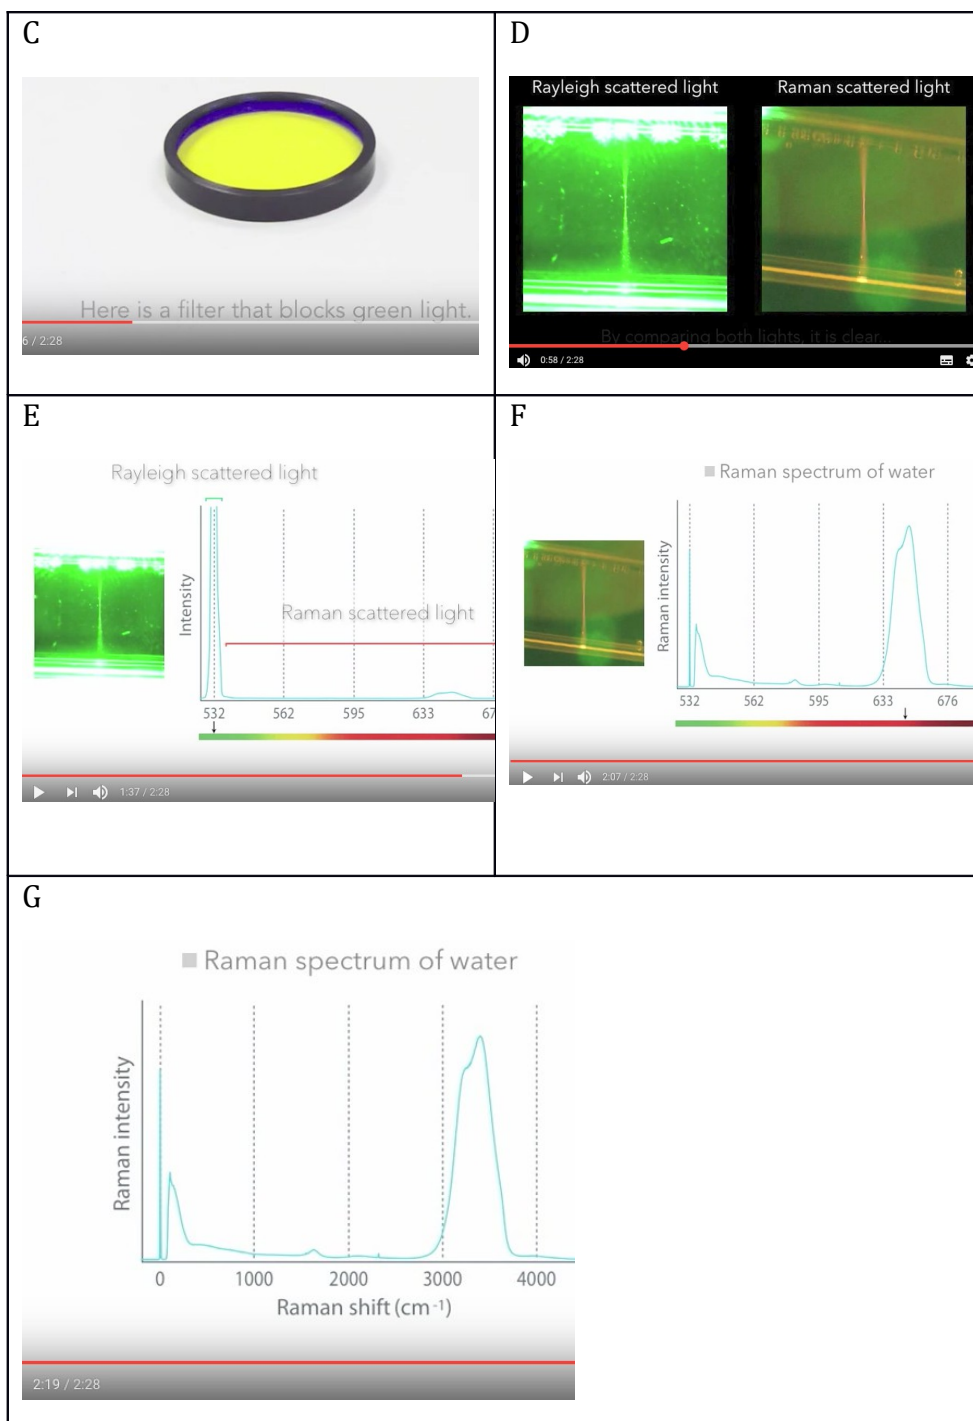 C
Here is a filter that blocks green light.
6 / 2:28
D
Rayleigh scattered light
Raman scattered light
By comparing both lights, it is clear...
0:58 / 2:28
E
Rayleigh scattered light
Intensity
Raman scattered light
532 562 595 633 67
1:37 / 2:28
F
Raman spectrum of water
Raman intensity
532 562 595 633 676
2:07 / 2:28
G
Raman spectrum of water
Raman intensity
0 1000 2000 3000 4000
Raman shift (cm⁻¹)
2:19 / 2:28